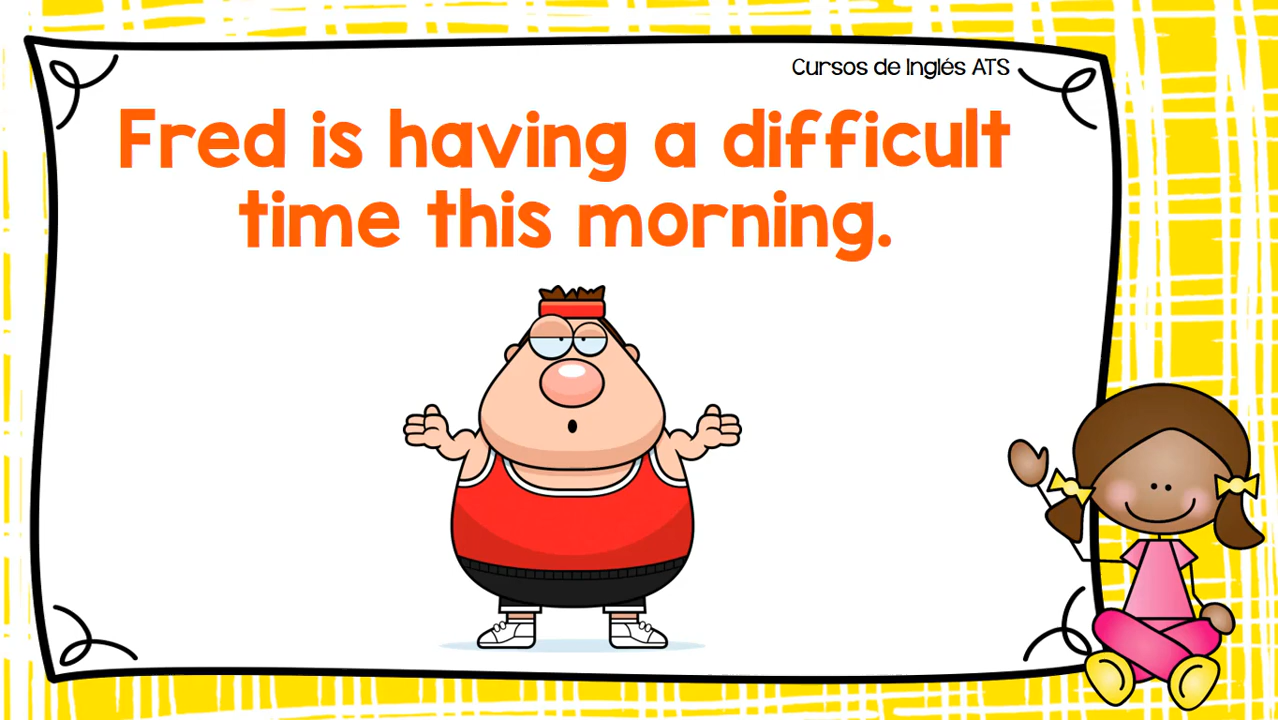 Cursos de Inglés ATS
Fred is having a difficult
time this morning.